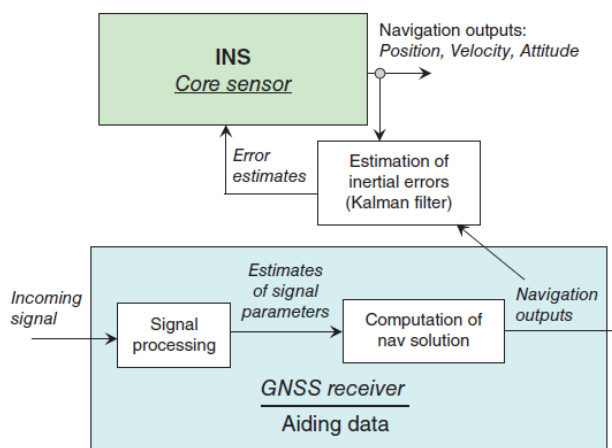 INS
Core sensor
Navigation outputs:
Position, Velocity, Attitude
Error
estimates
Estimation of
inertial errors
(Kalman filter)
Incoming
signal
Signal
processing
Estimates
of signal
parameters
Computation of
nav solution
Navigation
outputs
GNSS receiver
Aiding data